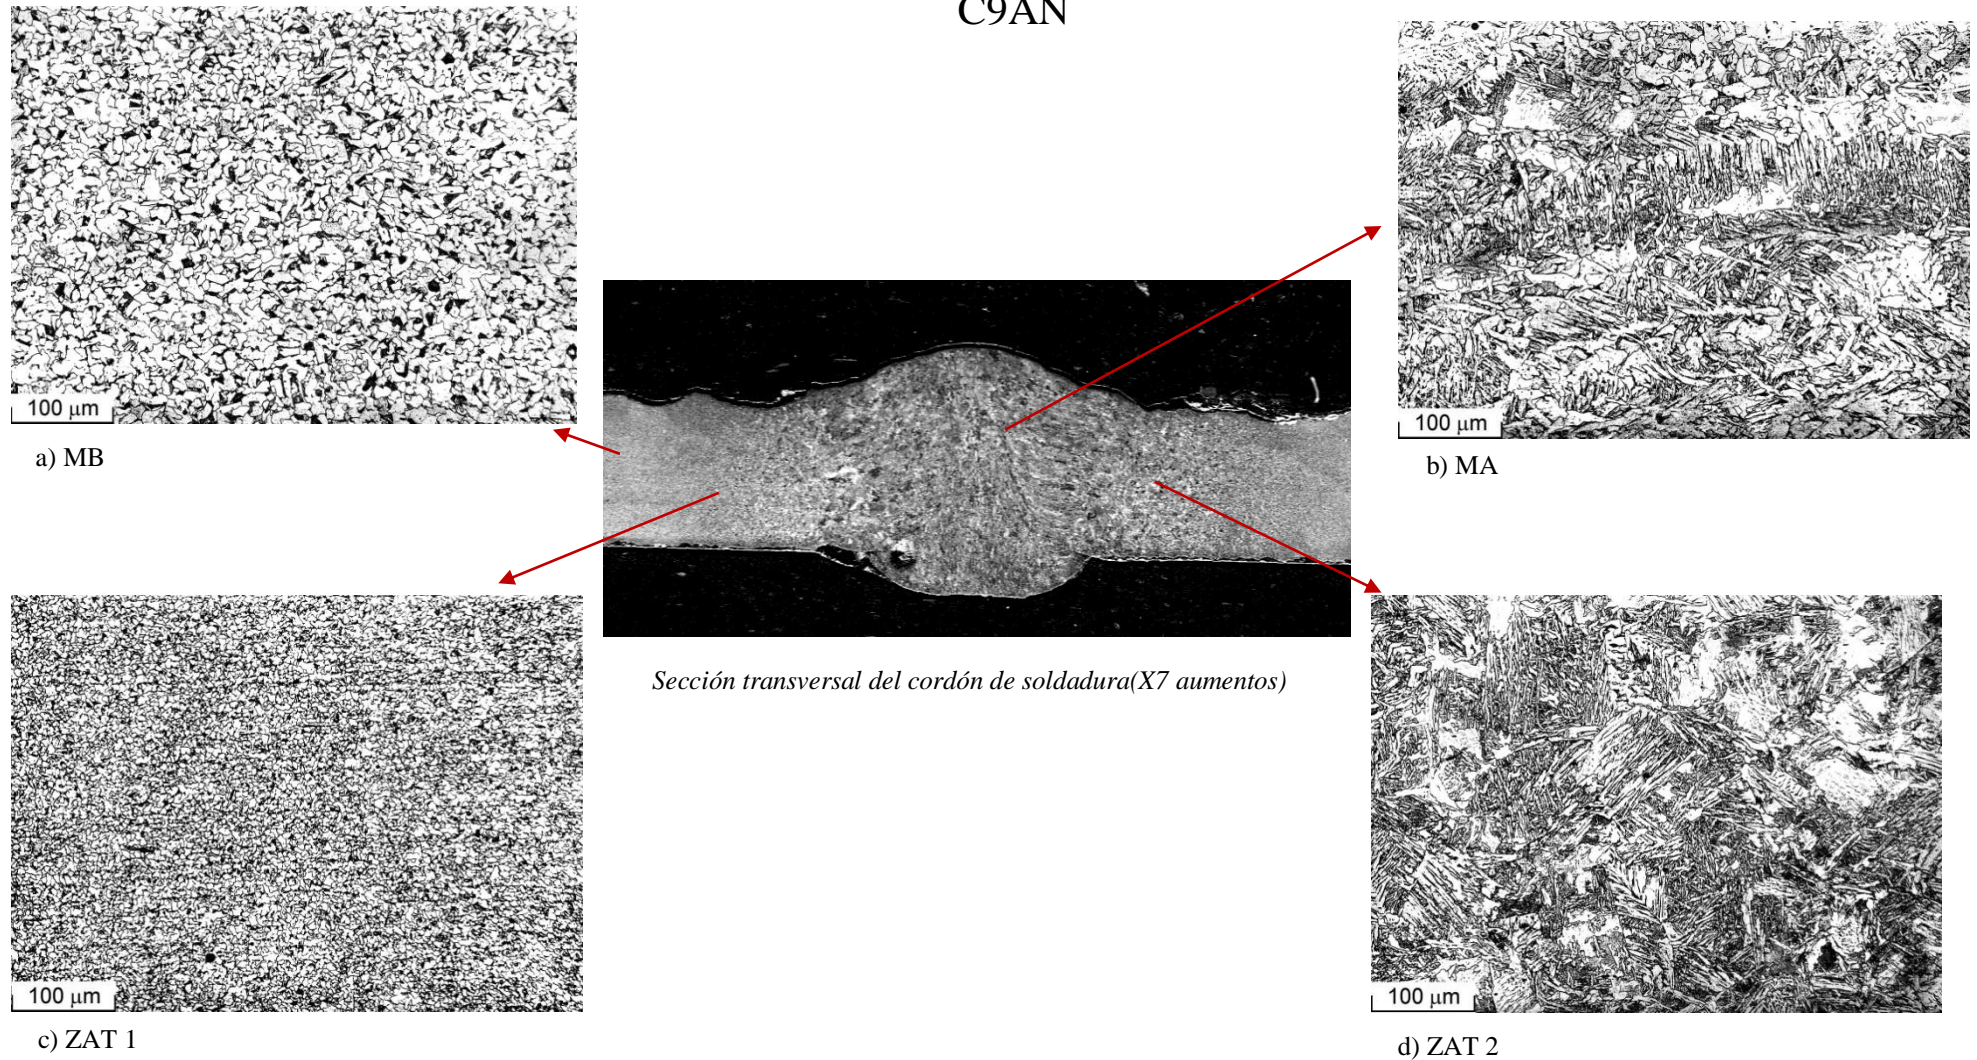 C9AN
100 μm
a) MB
100 μm
b) MA
Sección transversal del cordón de soldadura(X7 aumentos)
100 μm
c) ZAT 1
100 μm
d) ZAT 2